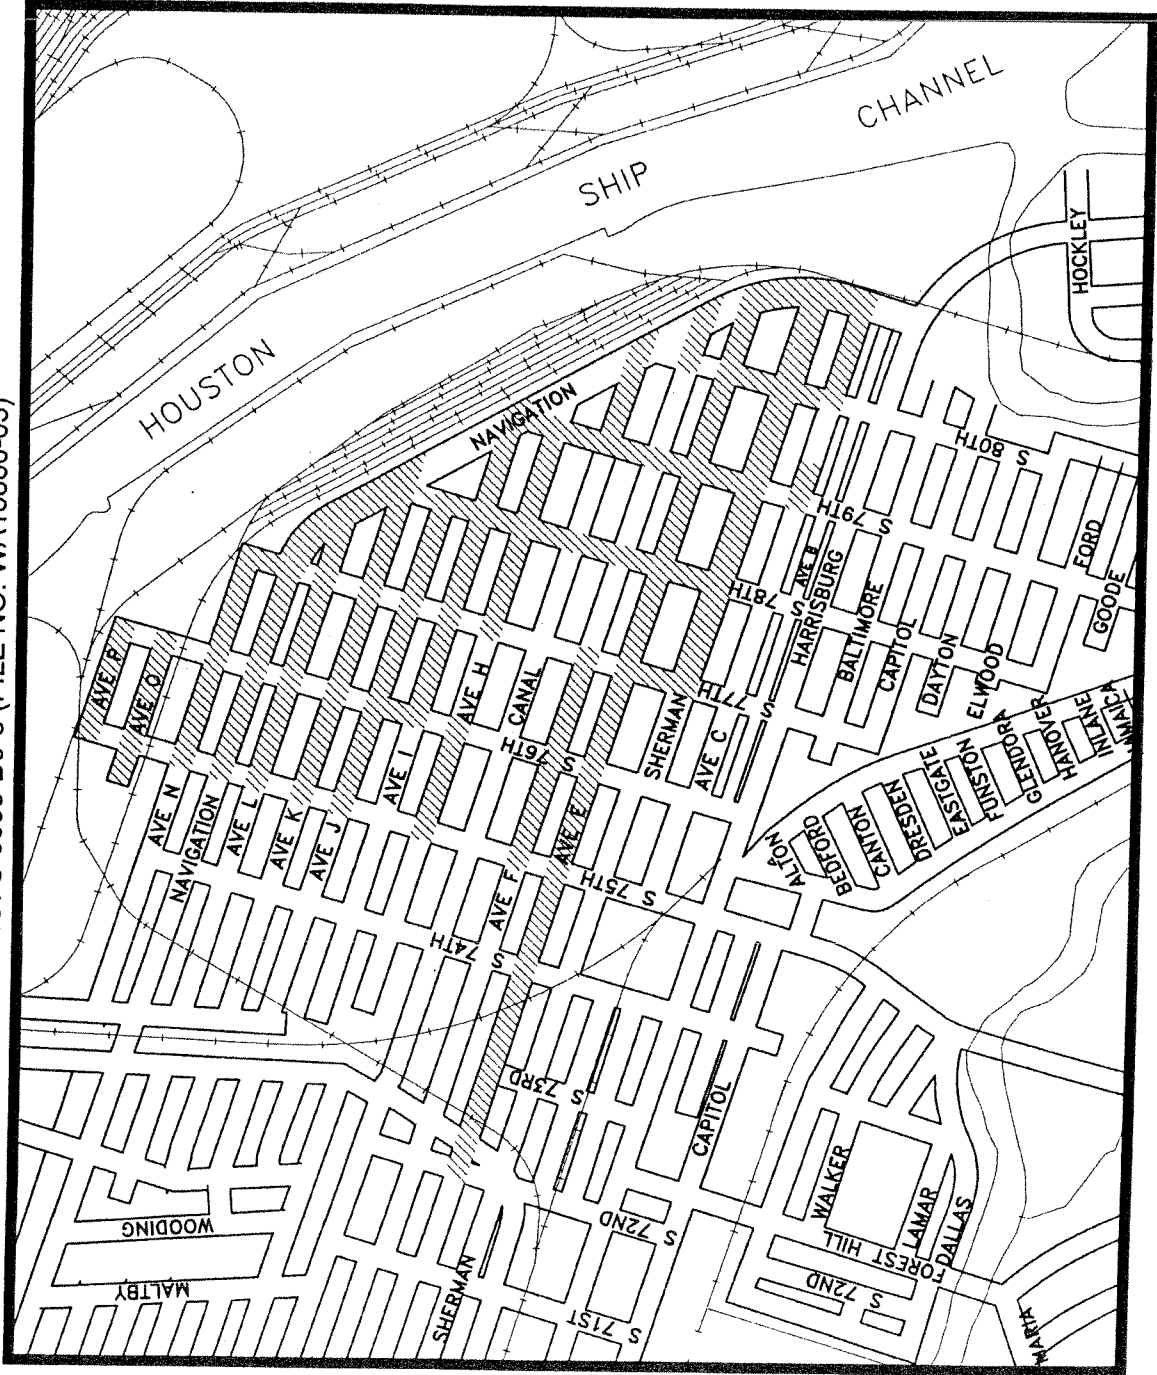 HOUSTON
SHIP
CHANNEL
HOCKLEY
NAVIGATION
S 80TH
S 79TH
FORD
GOODE
AVE B
S 78TH
HARRISBURG
BALTIMORE
CAPITOL
DAYTON
ELWOOD
AVE P
AVE O
AVE H
CANAL
S 77TH
SHERMAN
AVE C
S 76TH
AVE I
AVE N
NAVIGATION
AVE L
AVE K
AVE J
AVE E
AVE F
S 75TH
S 74TH
ALTA
BEDFORD
CANTON
DRESDEN
EASTGATE
FUNSTON
GLENDORA
HANOVER
INLANE
S 73RD
CAPITOL
WALKER
LAMAR
DALLAS
FOREST HILL
S 72ND
S 72ND
WOODING
MALTBY
SHERMAN
S 71ST
MARIA